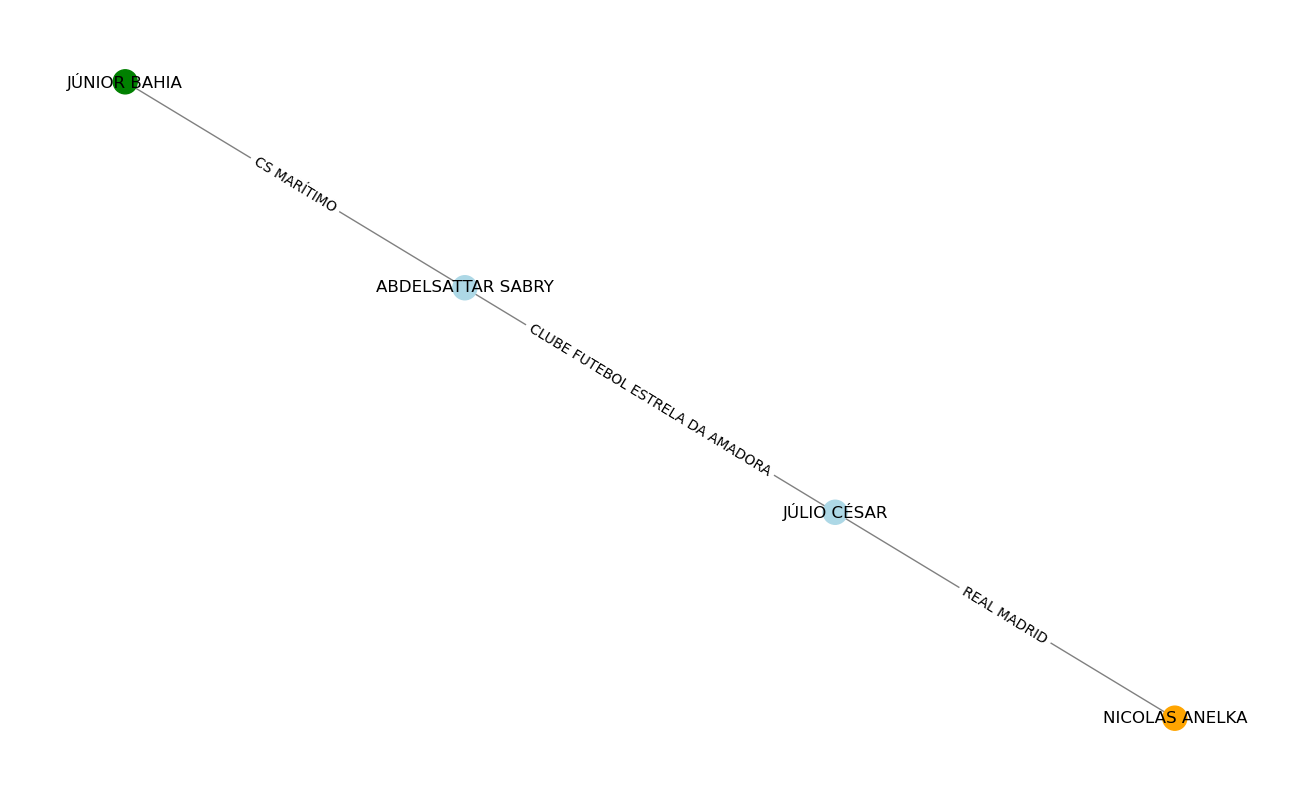 JÚNIOR BAHIA
CS MARÍTIMO
ABDELSATTAR SABRY
CLUBE FUTEBOL ESTRELA DA AMADORA
JÚLIO CÉSAR
REAL MADRID
NICOLAS ANELKA